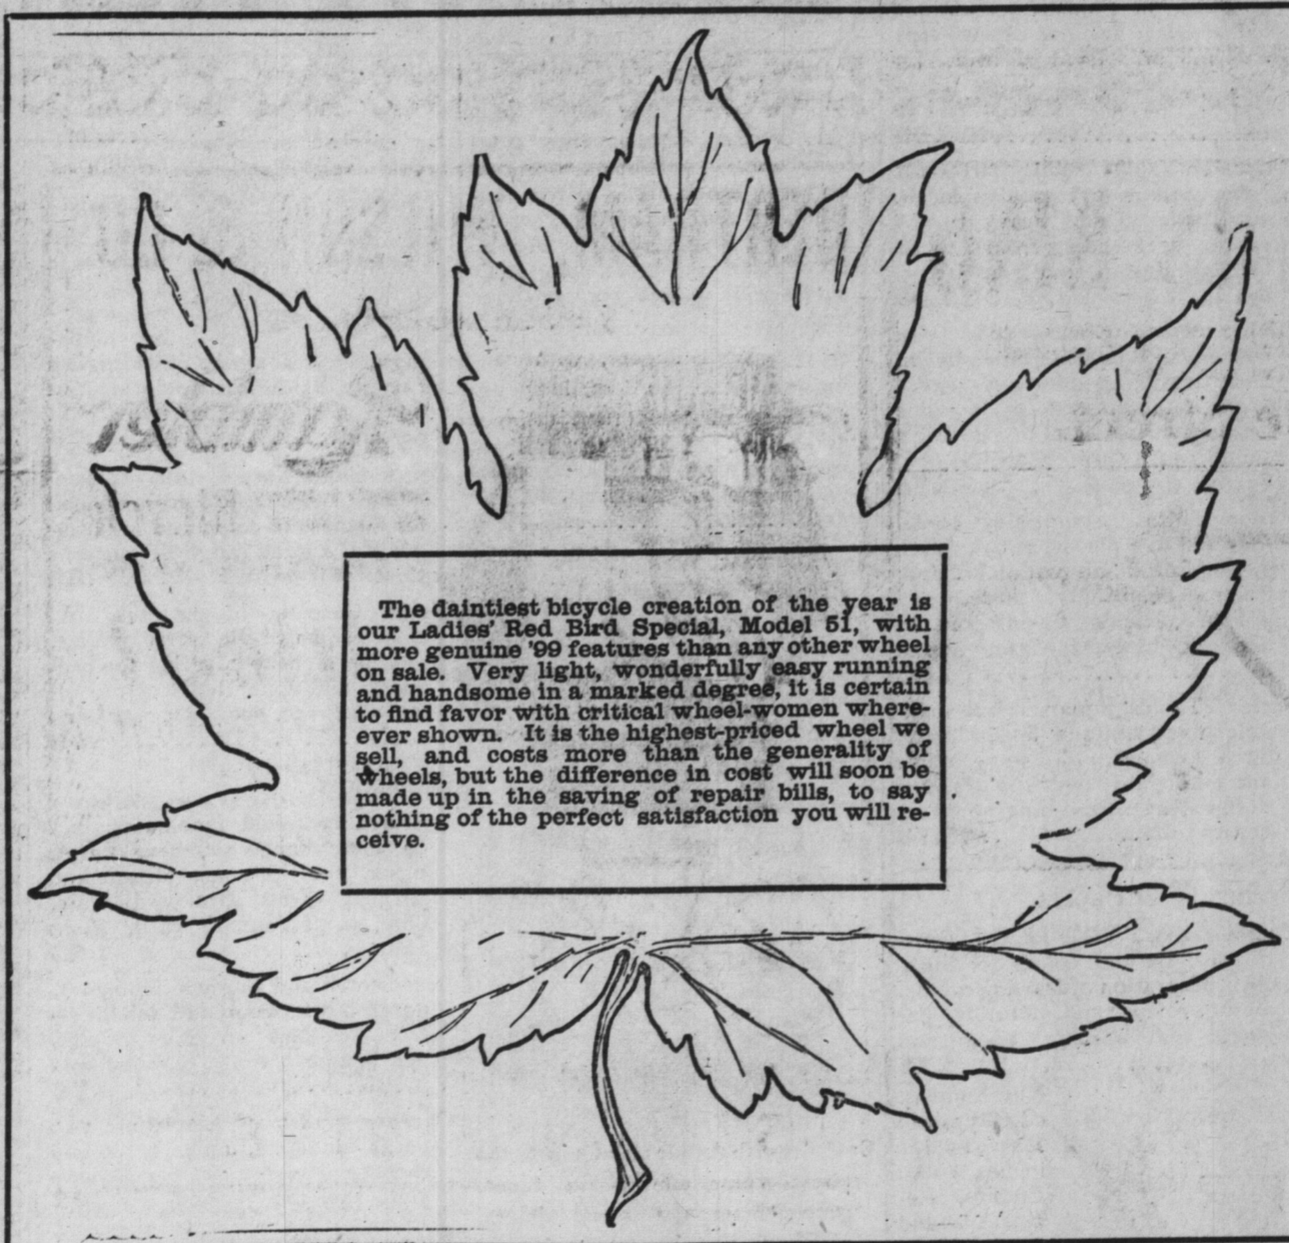 The daintiest bicycle creation of the year is
our Ladies' Red Bird Special, Model 51, with
more genuine '99 features than any other wheel
on sale. Very light, wonderfully easy running
and handsome in a marked degree, it is certain
to find favor with critical wheel-women where-
ever shown. It is the highest-priced wheel we
sell, and costs more than the generality of
wheels, but the difference in cost will soon be
made up in the saving of repair bills, to say
nothing of the perfect satisfaction you will re-
ceive.